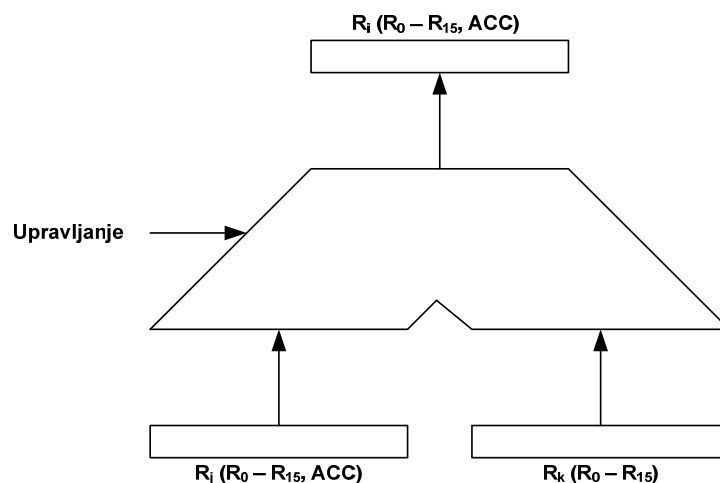 Ri (R0 – R15, ACC)
Upravljanje
Rj (R0 – R15, ACC)
Rk (R0 – R15)